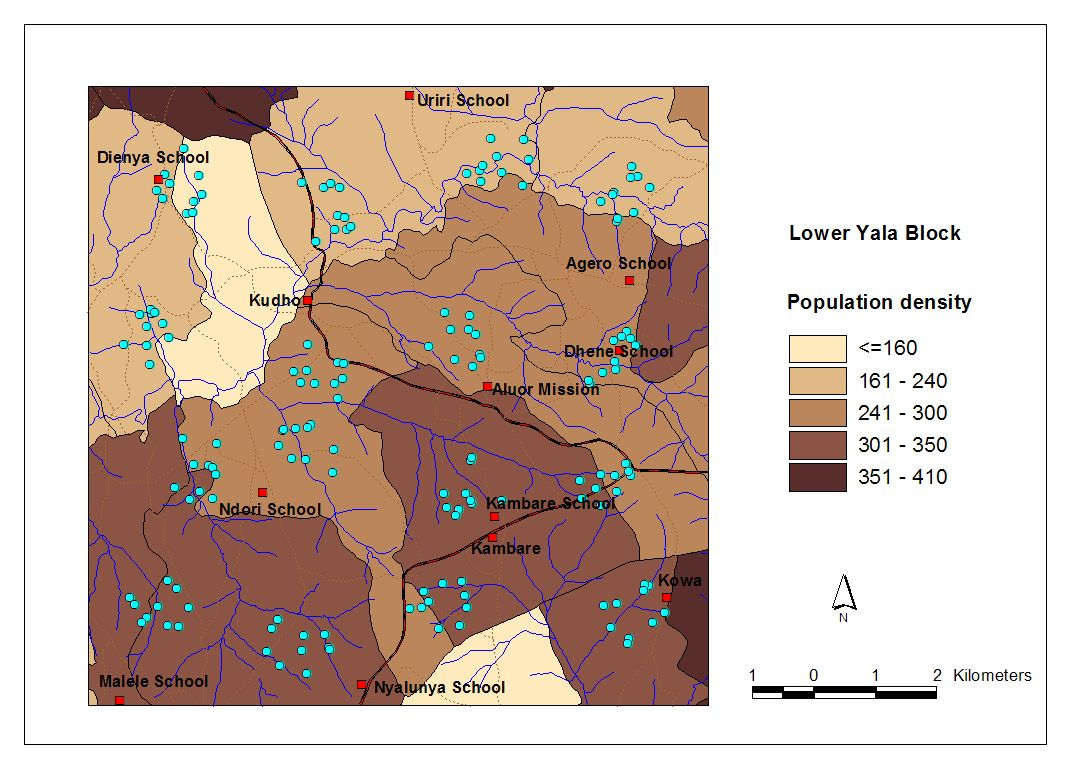 Uriri School
Dienya School
Lower Yala Block
Agero School
Kudho
Population density
<=160
Dhene School
161 - 240
Aluor Mission
241 - 300
301 - 350
351 - 410
Kambare School
Ndori School
Kambare
Kowa
N
Malele School
Nyalunya School
1 0 1 2 Kilometers